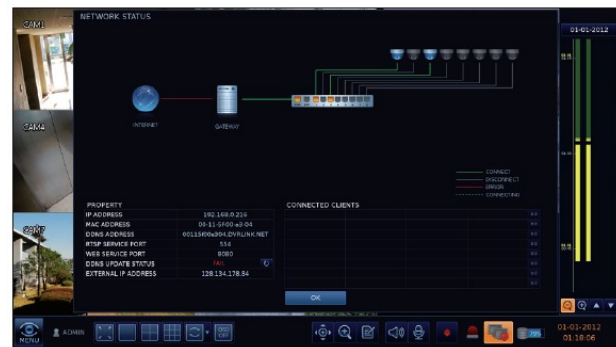 NETWORK STATUS
01-01-2012
CAM1
INTERNET
GATEWAY
CAM4
CONNECT
DISCONNECT
ERROR
CONNECTING
PROPERTY
CONNECTED CLIENTS
IP ADDRESS 192.168.0.216
MAC ADDRESS
DDNS ADDRESS
CAM7
RTSP SERVICE PORT
WEB SERVICE PORT 8080
DDNS UPDATE STATUS FAIL
EXTERNAL IP ADDRESS 128.134.178.84
OK
MENU
ADMIN
01-01-2012
01:18:06